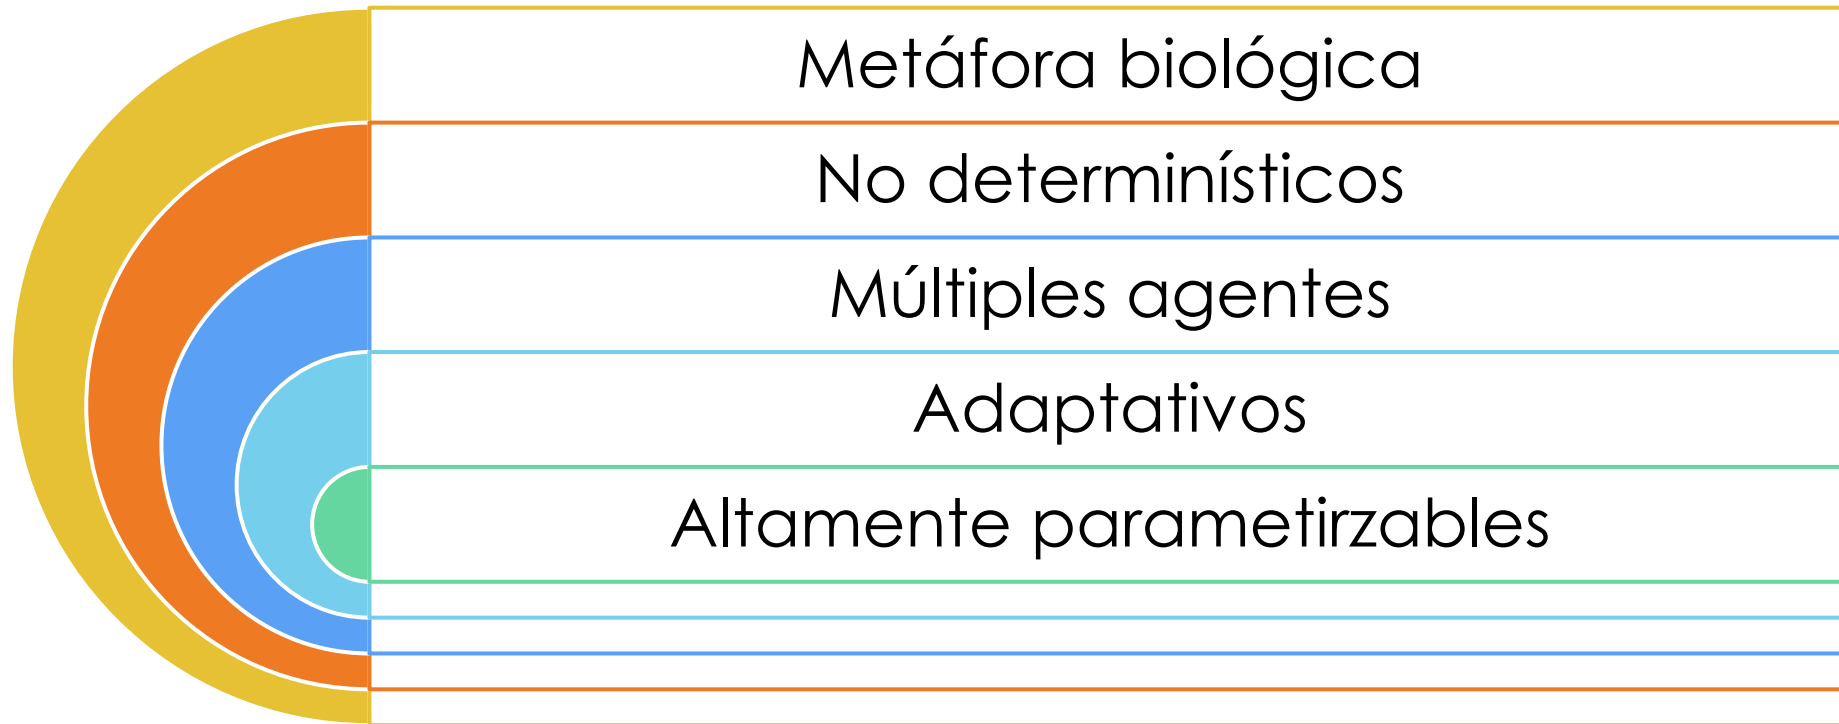 Metáfora biológica
No determinísticos
Múltiples agentes
Adaptativos
Altamente parametirzables